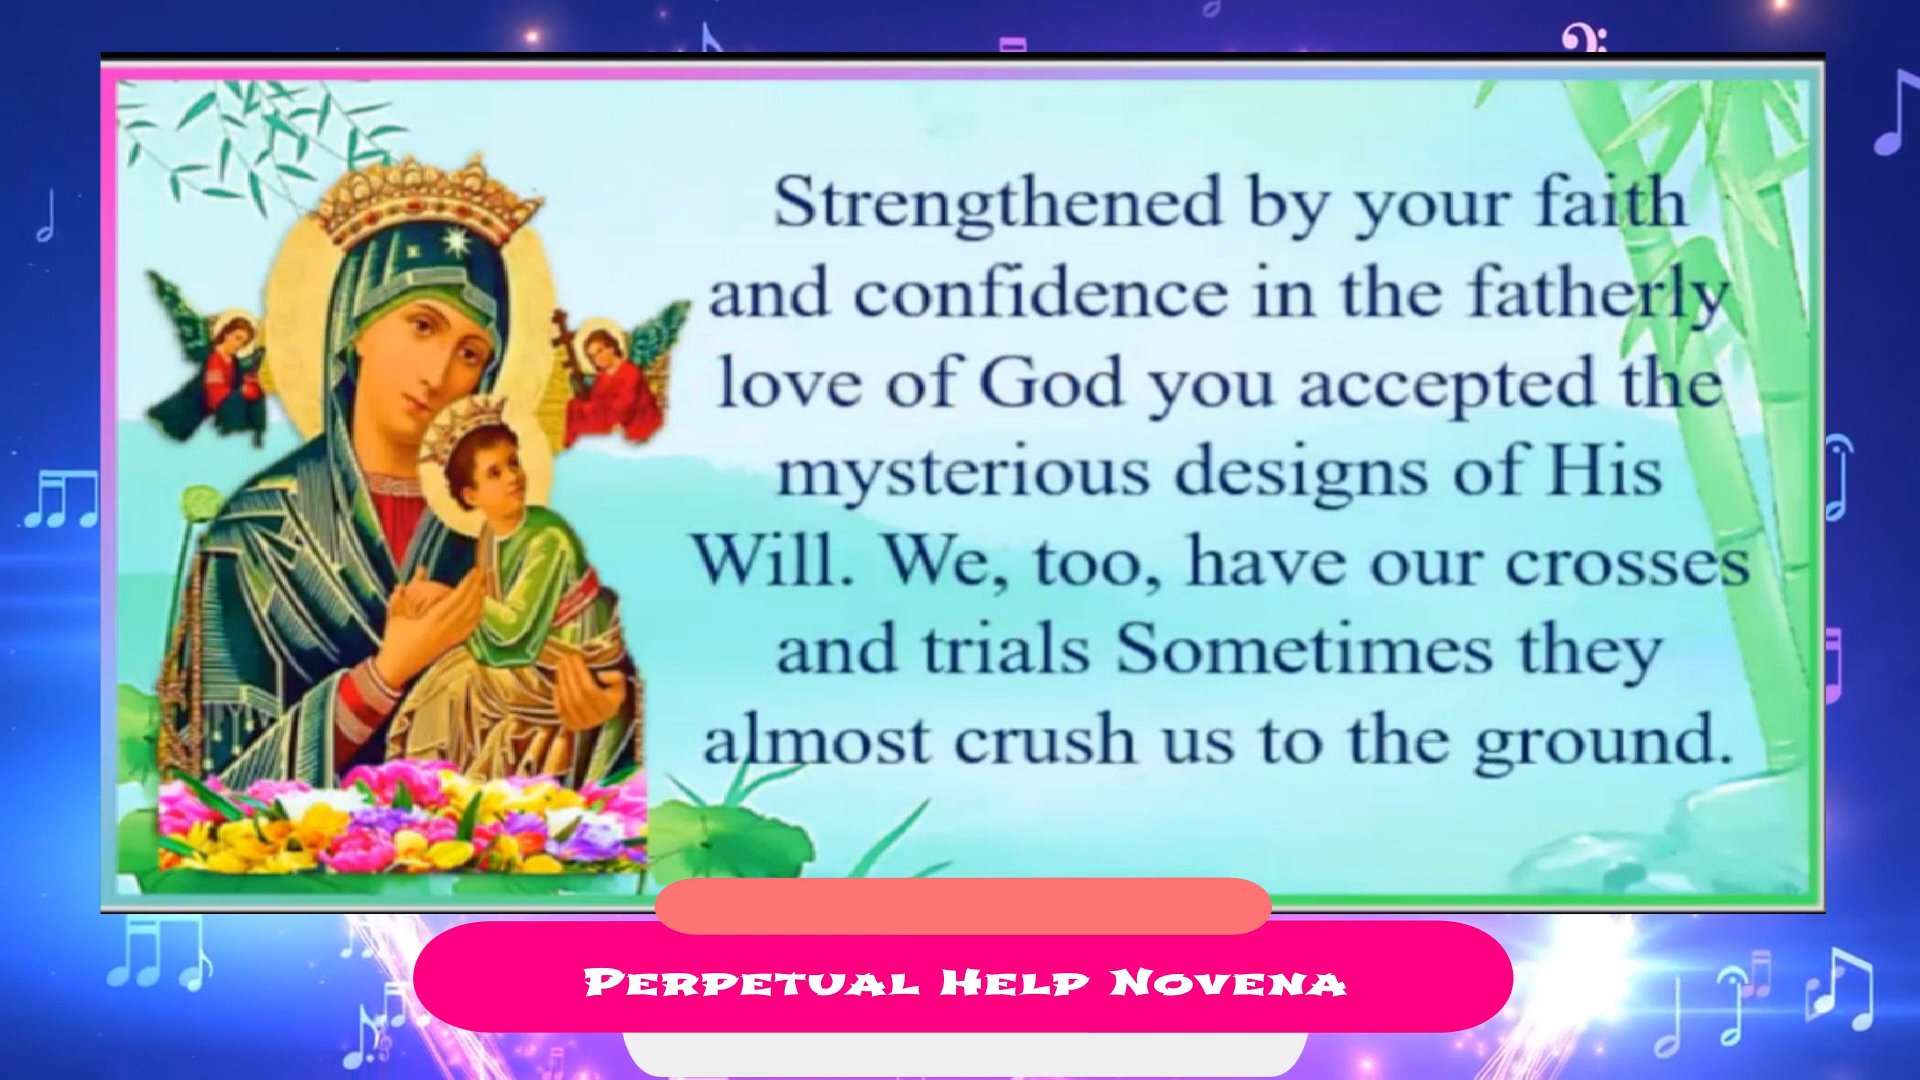 Strengthened by your faith
and confidence in the fatherly
love of God you accepted the
mysterious designs of His
Will. We, too, have our crosses
and trials Sometimes they
almost crush us to the ground.
Perpetual Help Novena